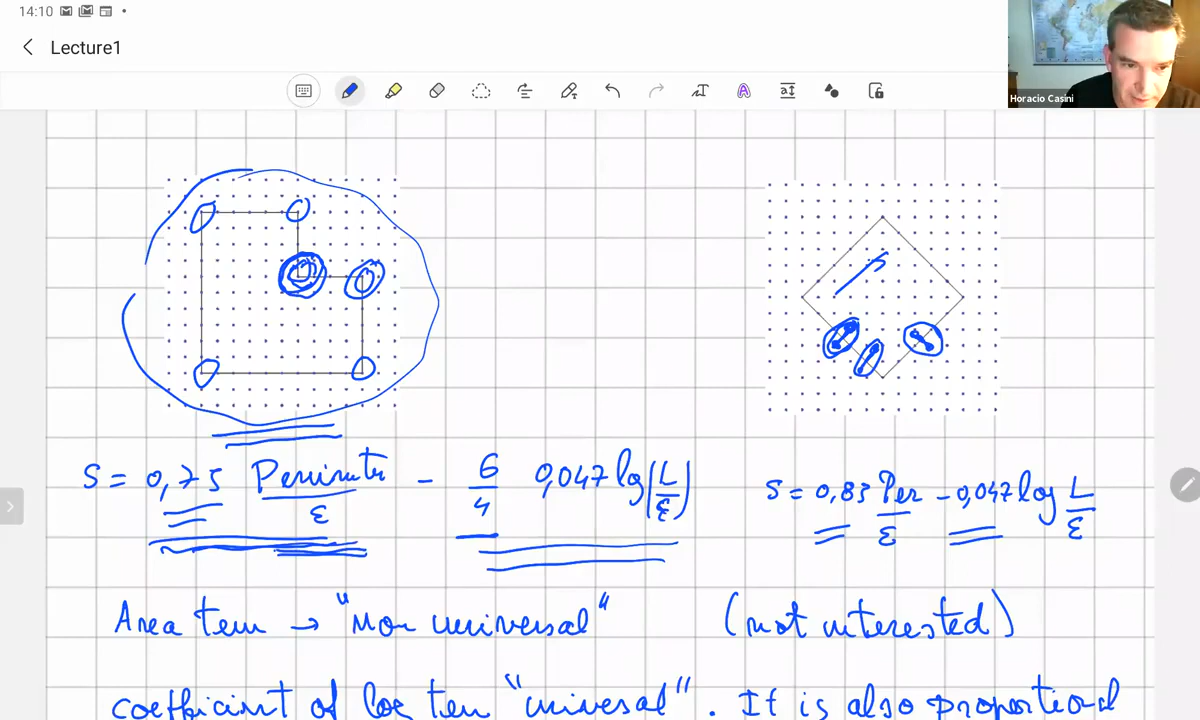 14:10
Lecture1
Horacio Casini
S = 0,75 Perimeter/ε - 6/4 0,047 log(L/ε)
S = 0,83 Per/ε - 0,047 log L/ε
Area term → "Non universal" (not interested)
coefficient of log term "universal". It is also proportional